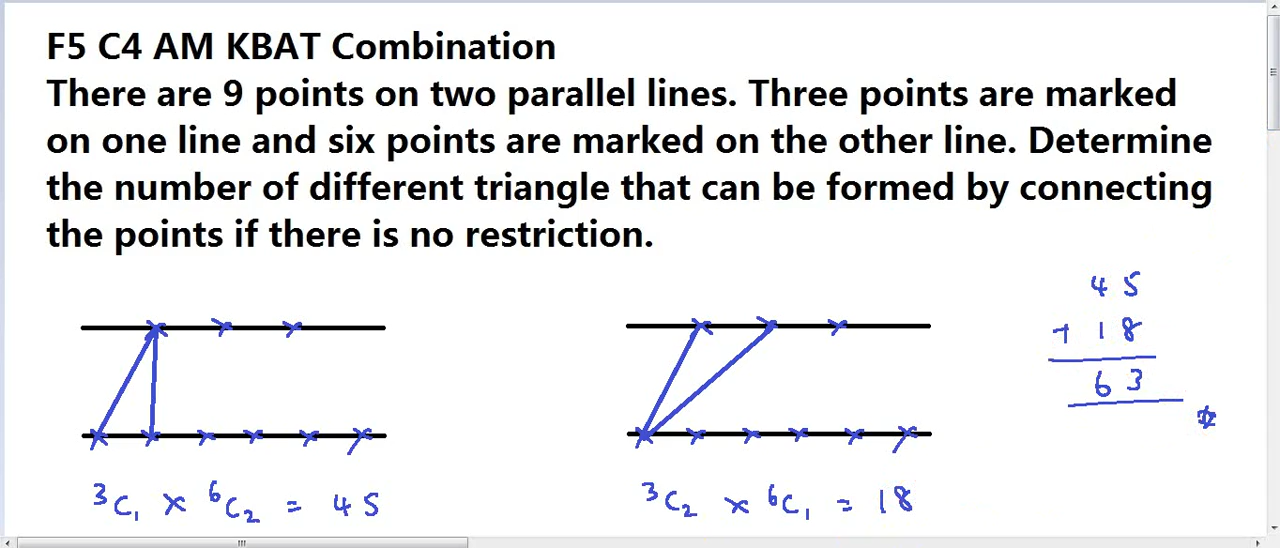 F5 C4 AM KBAT Combination
There are 9 points on two parallel lines. Three points are marked
on one line and six points are marked on the other line. Determine
the number of different triangle that can be formed by connecting
the points if there is no restriction.
45
+ 18
63
³C₁ × ⁶C₂ = 45
³C₂ × ⁶C₁ = 18